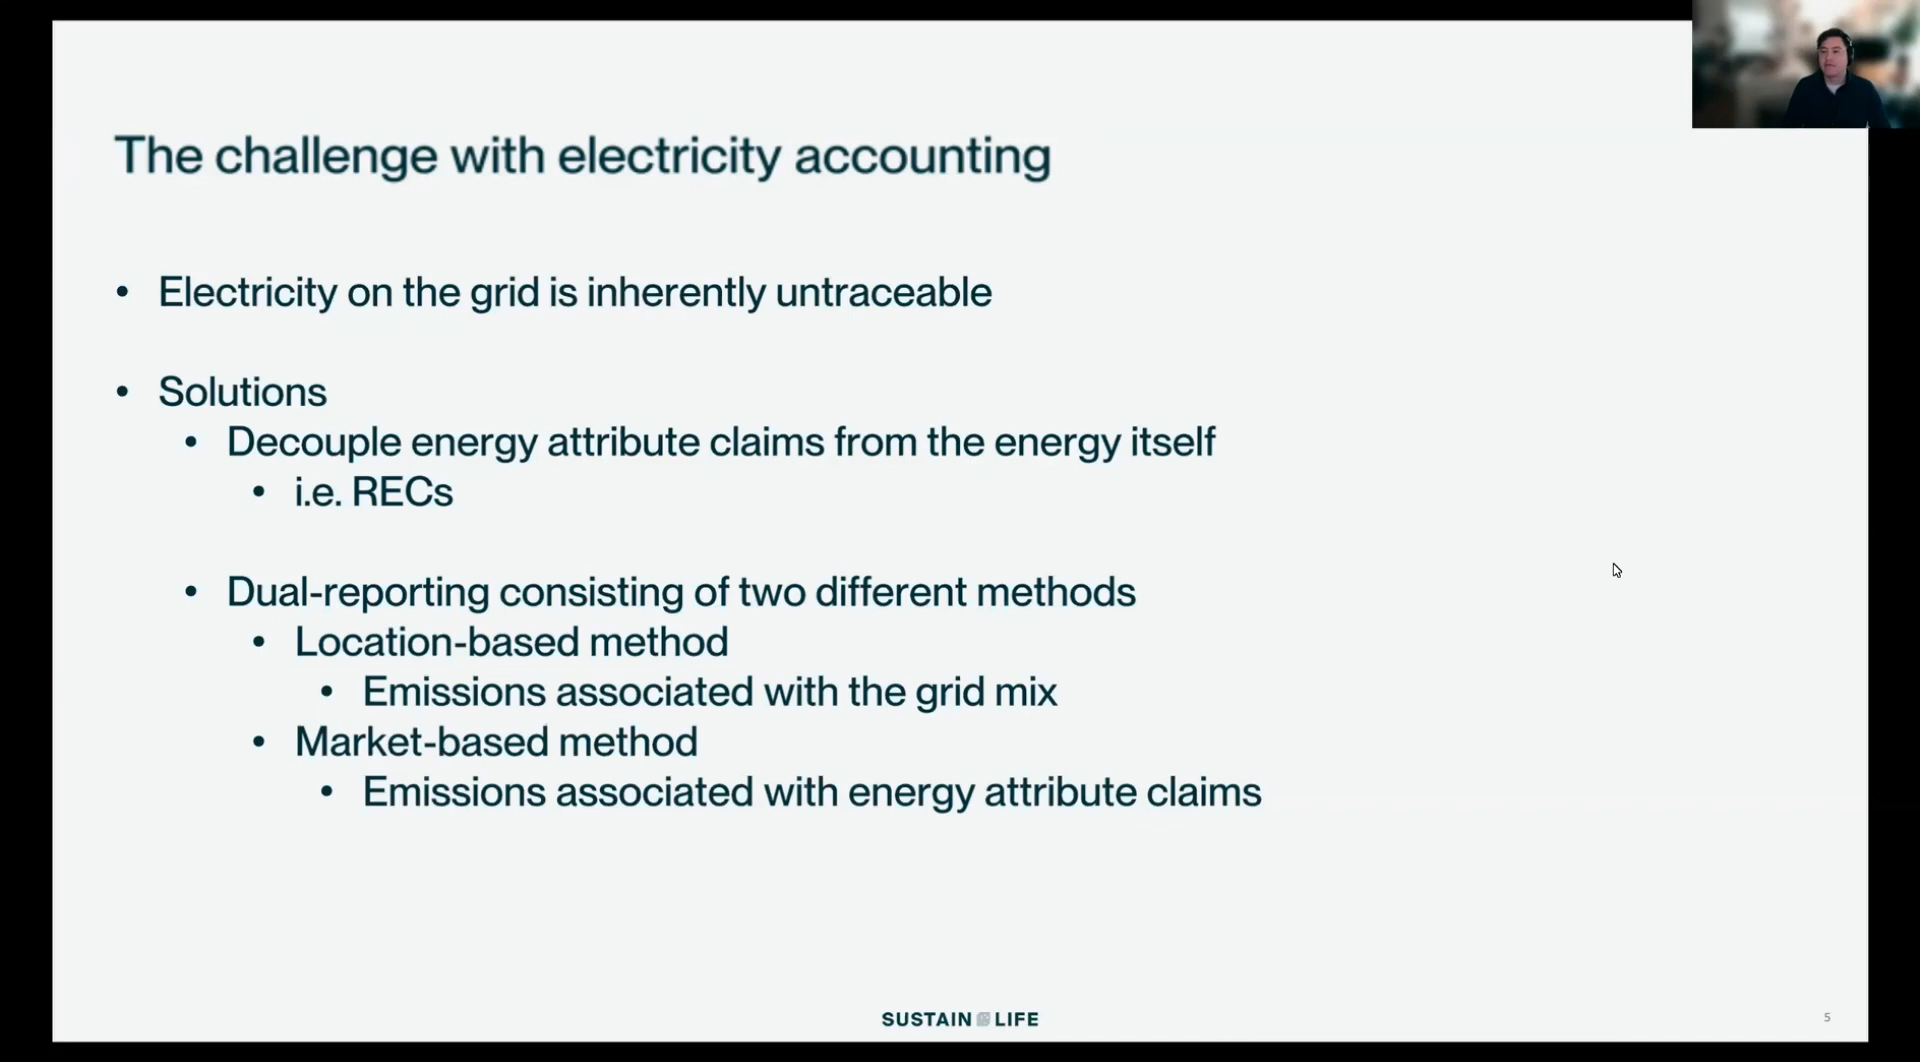 The challenge with electricity accounting
• Electricity on the grid is inherently untraceable
• Solutions
• Decouple energy attribute claims from the energy itself
• i.e. RECs
• Dual-reporting consisting of two different methods
• Location-based method
• Emissions associated with the grid mix
• Market-based method
• Emissions associated with energy attribute claims
SUSTAIN LIFE
5